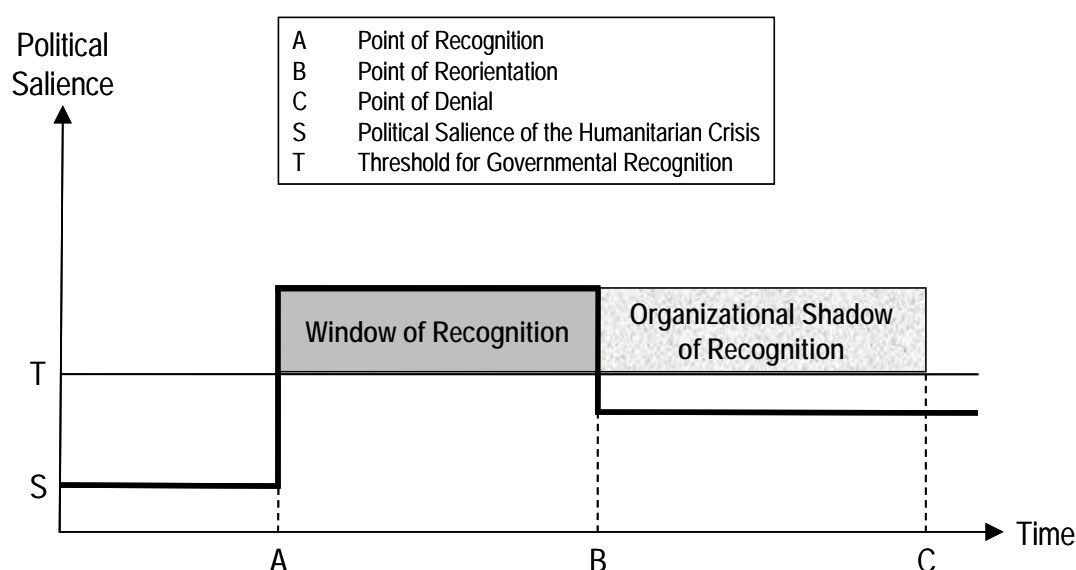 Political
Salience
A Point of Recognition
B Point of Reorientation
C Point of Denial
S Political Salience of the Humanitarian Crisis
T Threshold for Governmental Recognition
Window of Recognition
Organizational Shadow
of Recognition
T
S
Time
A B C